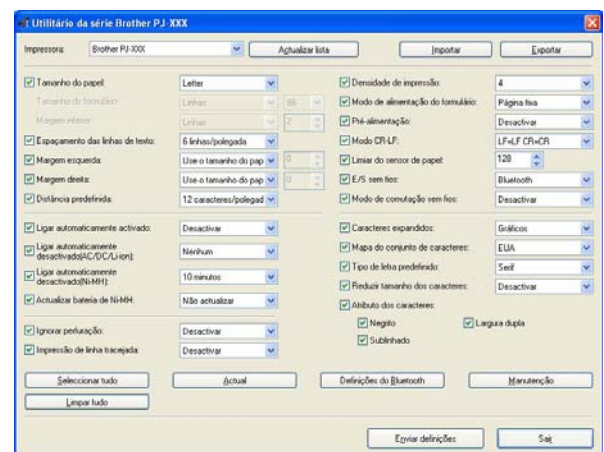 Utilitário da série Brother PJ-XXX
Impressora: Brother PJ-XXX Actualizar lista Importar Exportar
Tamanho do papel: Letter
Tamanho do formulário: Linhas 66
Margem inferior: Linhas 2
Espaçamento das linhas de texto: 6 linhas/polegada
Margem esquerda: Use o tamanho do pap 0
Margem direita: Use o tamanho do pap 0
Distância predefinida: 12 caracteres/polegad
Ligar automaticamente activado: Desactivar
Ligar automaticamente desactivado(AC/DC/Li-ion): Nenhum
Ligar automaticamente desactivado(Ni-MH): 10 minutos
Actualizar bateria de Ni-MH: Não actualizar
Ignorar perfuração: Desactivar
Impressão de linha tracejada: Desactivar
Densidade de impressão: 4
Modo de alimentação do formulário: Página fixa
Pré-alimentação: Desactivar
Modo CR-LF: LF=LF CR=CR
Limiar do sensor de papel: 128
E/S sem fios: Bluetooth
Modo de comutação sem fios: Desactivar
Caracteres expandidos: Gráficos
Mapa do conjunto de caracteres: EUA
Tipo de letra predefinido: Serif
Reduzir tamanho dos caracteres: Desactivar
Atributo dos caracteres:
Negrito Largura dupla
Sublinhado
Seleccionar tudo Actual Definições do Bluetooth Manutenção
Limpar tudo
Enviar definições Sair